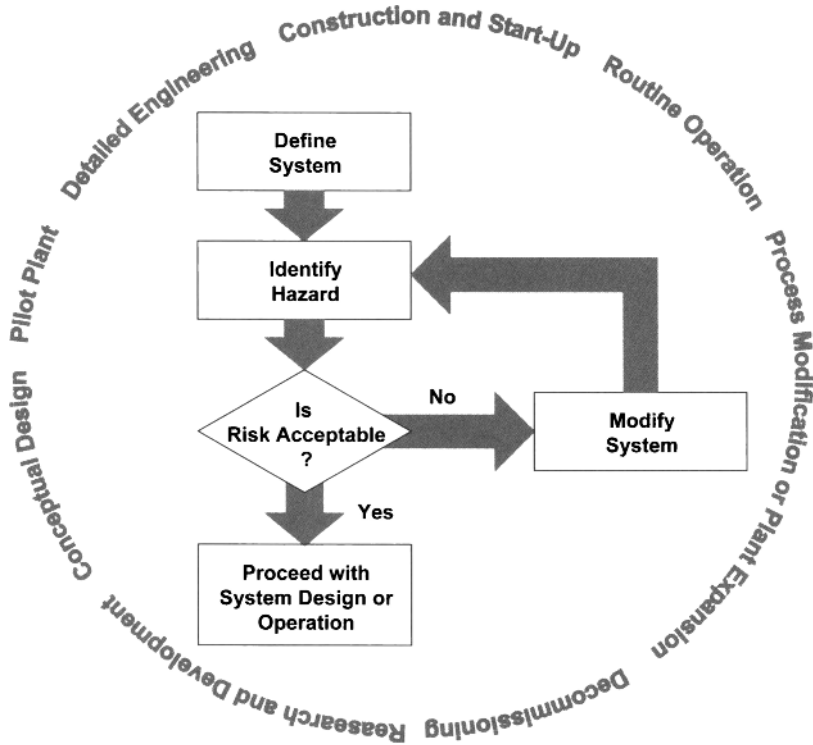 Construction and Start-Up
Routine Operation
Process Modification or Plant Expansion
Decommissioning
Reasearch and Development
Conceptual Design
Pilot Plant
Detailed Engineering
Define
System
Identify
Hazard
Is
Risk Acceptable
?
No
Modify
System
Yes
Proceed with
System Design or
Operation